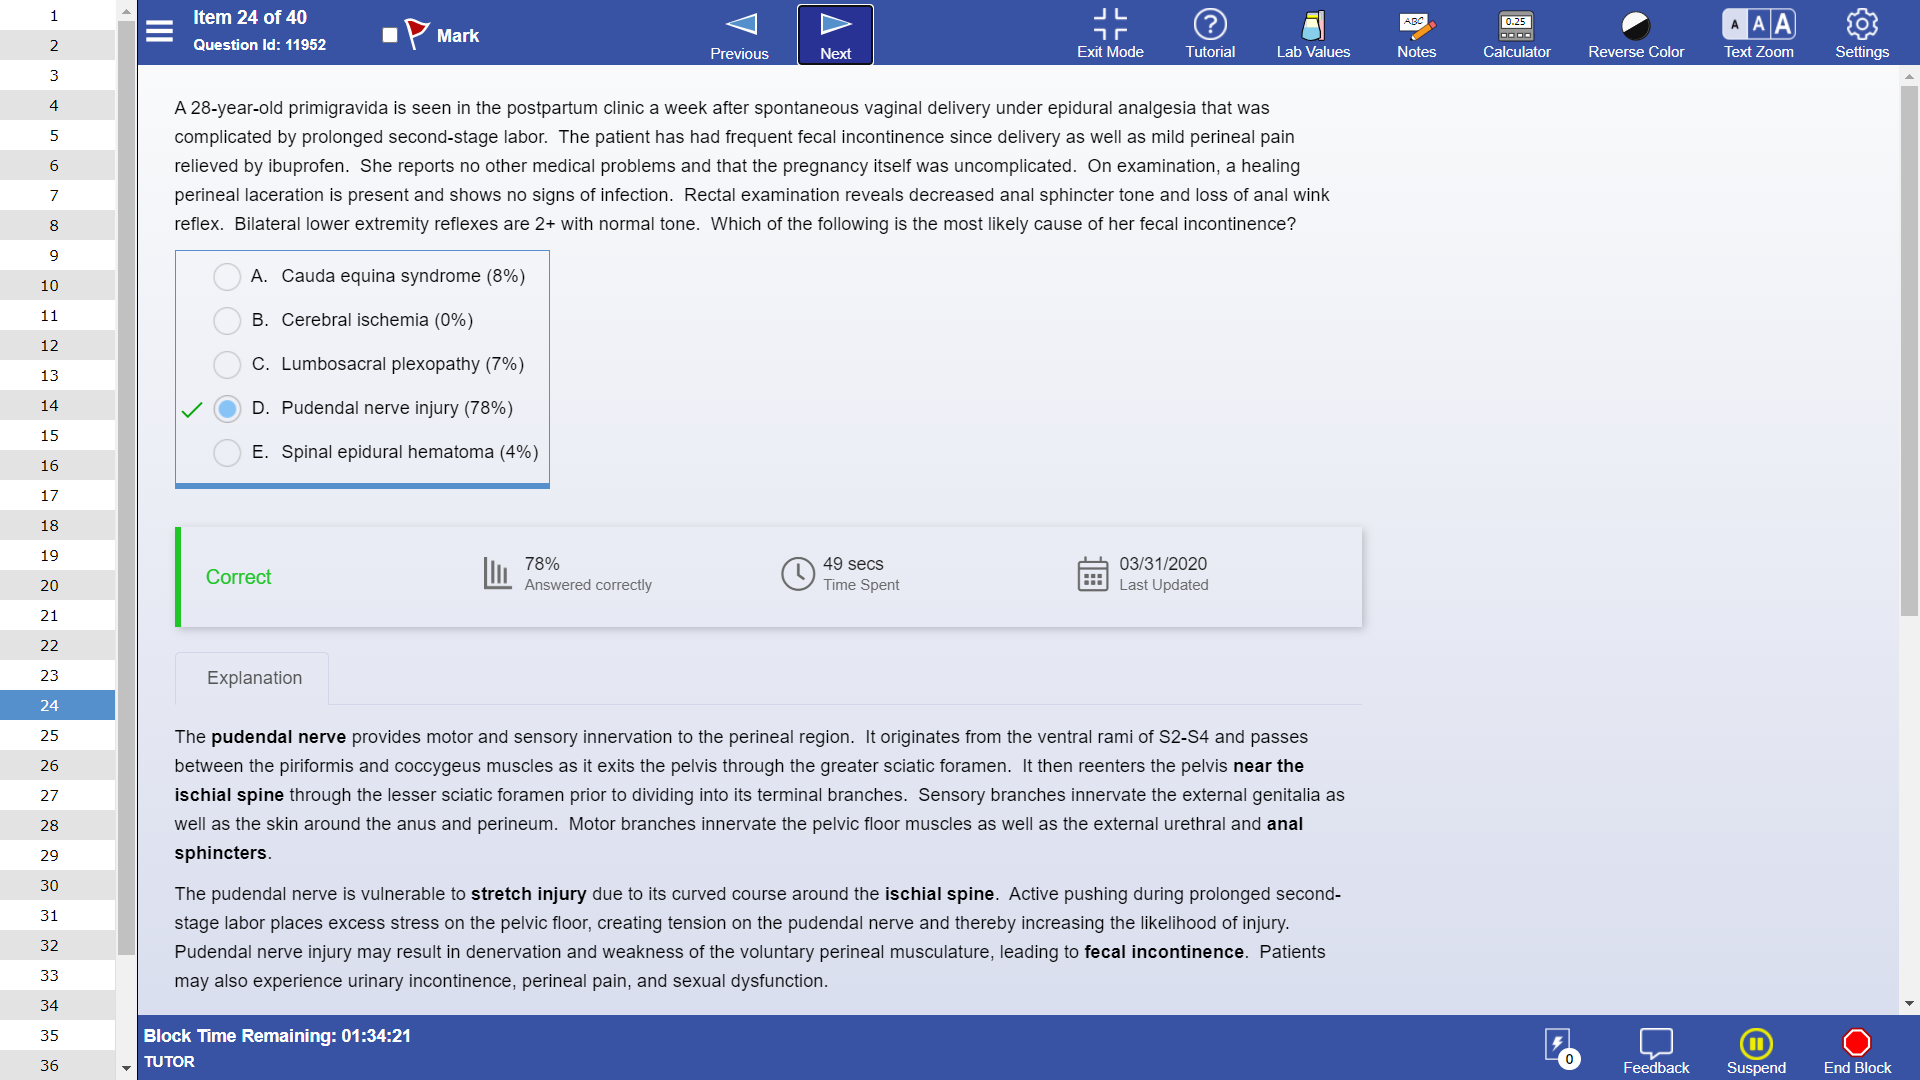 Item 24 of 40
Question Id: 11952
Mark
Previous
Next
Exit Mode
Tutorial
Lab Values
ABC
Notes
0.25
Calculator
Reverse Color
A A A
Text Zoom
Settings
1
2
3
4
5
6
7
8
9
10
11
12
13
14
15
16
17
18
19
20
21
22
23
24
25
26
27
28
29
30
31
32
33
34
35
36
A 28-year-old primigravida is seen in the postpartum clinic a week after spontaneous vaginal delivery under epidural analgesia that was
complicated by prolonged second-stage labor. The patient has had frequent fecal incontinence since delivery as well as mild perineal pain
relieved by ibuprofen. She reports no other medical problems and that the pregnancy itself was uncomplicated. On examination, a healing
perineal laceration is present and shows no signs of infection. Rectal examination reveals decreased anal sphincter tone and loss of anal wink
reflex. Bilateral lower extremity reflexes are 2+ with normal tone. Which of the following is the most likely cause of her fecal incontinence?
A. Cauda equina syndrome (8%)
B. Cerebral ischemia (0%)
C. Lumbosacral plexopathy (7%)
D. Pudendal nerve injury (78%)
E. Spinal epidural hematoma (4%)
Correct
78%
Answered correctly
49 secs
Time Spent
03/31/2020
Last Updated
Explanation
The pudendal nerve provides motor and sensory innervation to the perineal region. It originates from the ventral rami of S2-S4 and passes
between the piriformis and coccygeus muscles as it exits the pelvis through the greater sciatic foramen. It then reenters the pelvis near the
ischial spine through the lesser sciatic foramen prior to dividing into its terminal branches. Sensory branches innervate the external genitalia as
well as the skin around the anus and perineum. Motor branches innervate the pelvic floor muscles as well as the external urethral and anal
sphincters.
The pudendal nerve is vulnerable to stretch injury due to its curved course around the ischial spine. Active pushing during prolonged second-
stage labor places excess stress on the pelvic floor, creating tension on the pudendal nerve and thereby increasing the likelihood of injury.
Pudendal nerve injury may result in denervation and weakness of the voluntary perineal musculature, leading to fecal incontinence. Patients
may also experience urinary incontinence, perineal pain, and sexual dysfunction.
Block Time Remaining: 01:34:21
TUTOR
0
Feedback
Suspend
End Block